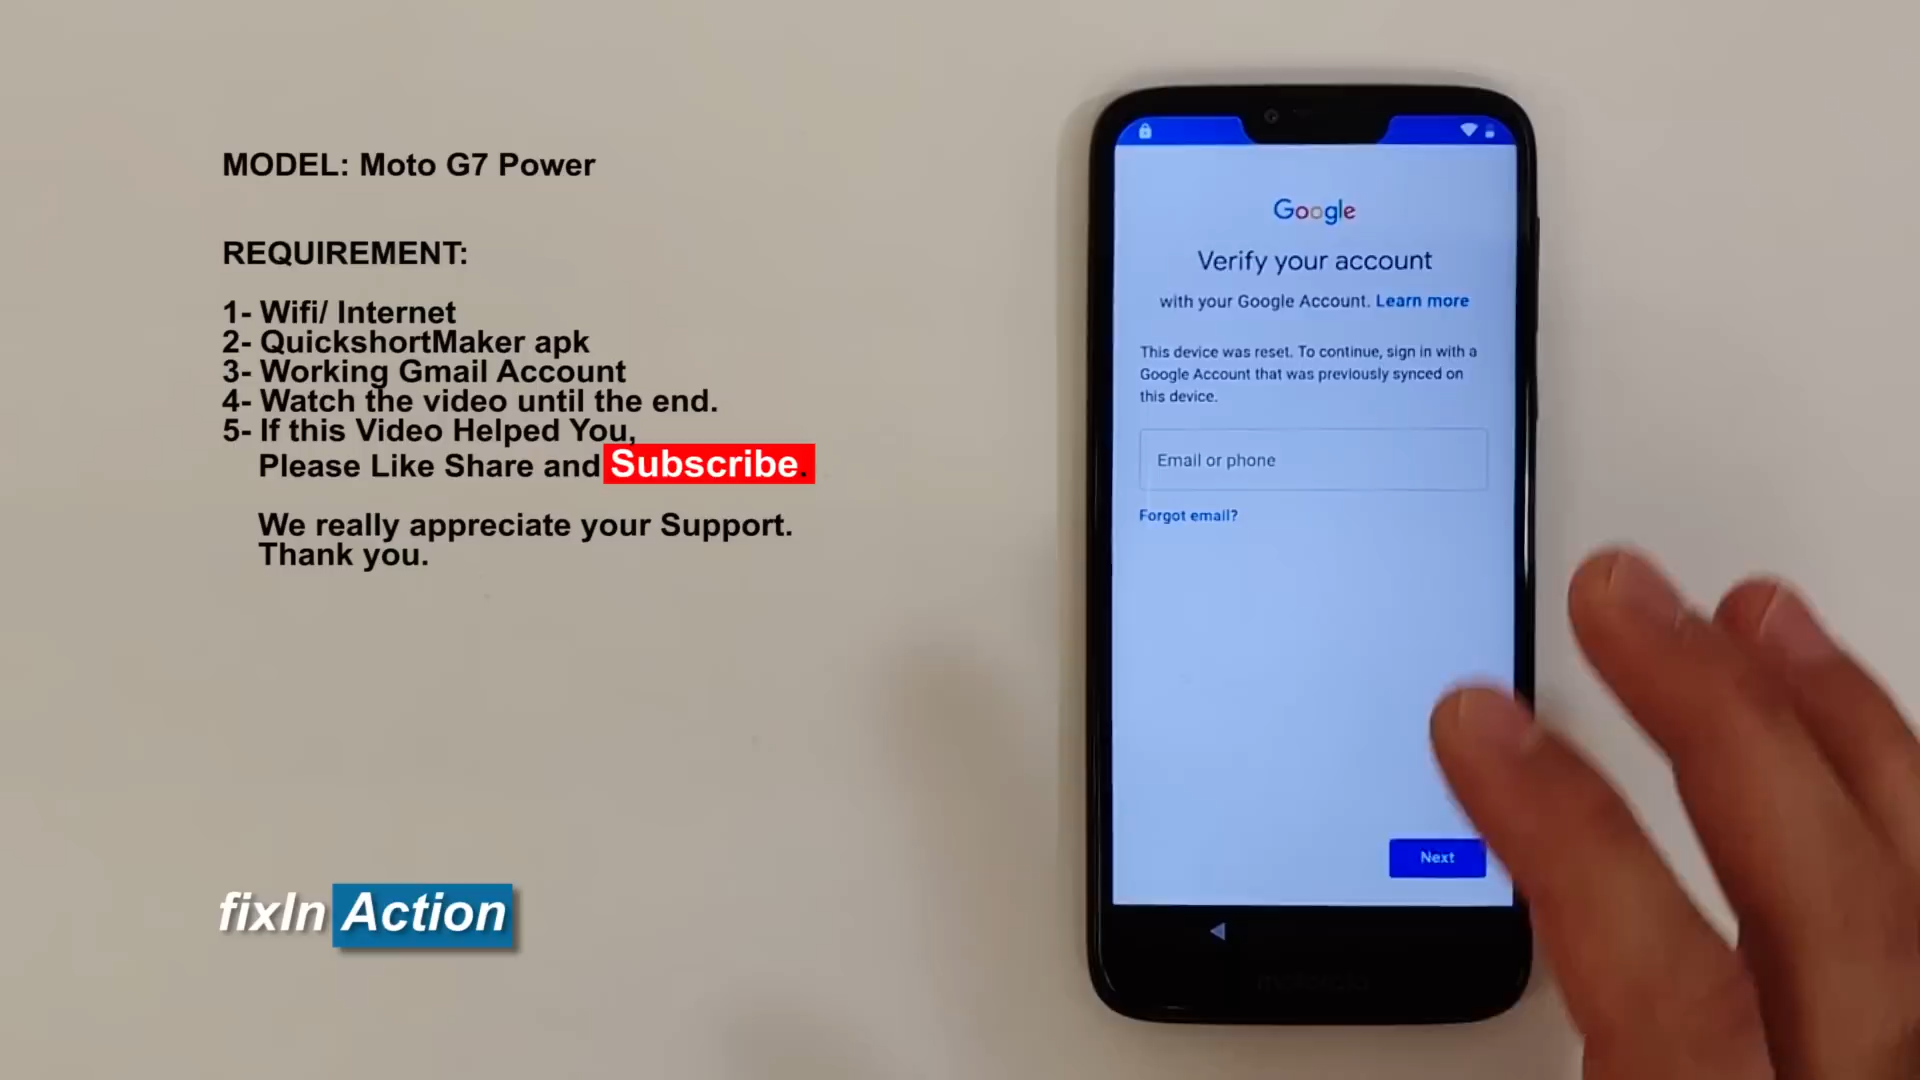 MODEL: Moto G7 Power
REQUIREMENT:
1- Wifi/ Internet
2- QuickshortMaker apk
3- Working Gmail Account
4- Watch the video until the end.
5- If this Video Helped You,
Please Like Share and Subscribe.
We really appreciate your Support.
Thank you.
fixIn Action
Google
Verify your account
with your Google Account. Learn more
This device was reset. To continue, sign in with a
Google Account that was previously synced on
this device.
Email or phone
Forgot email?
Next
motorola